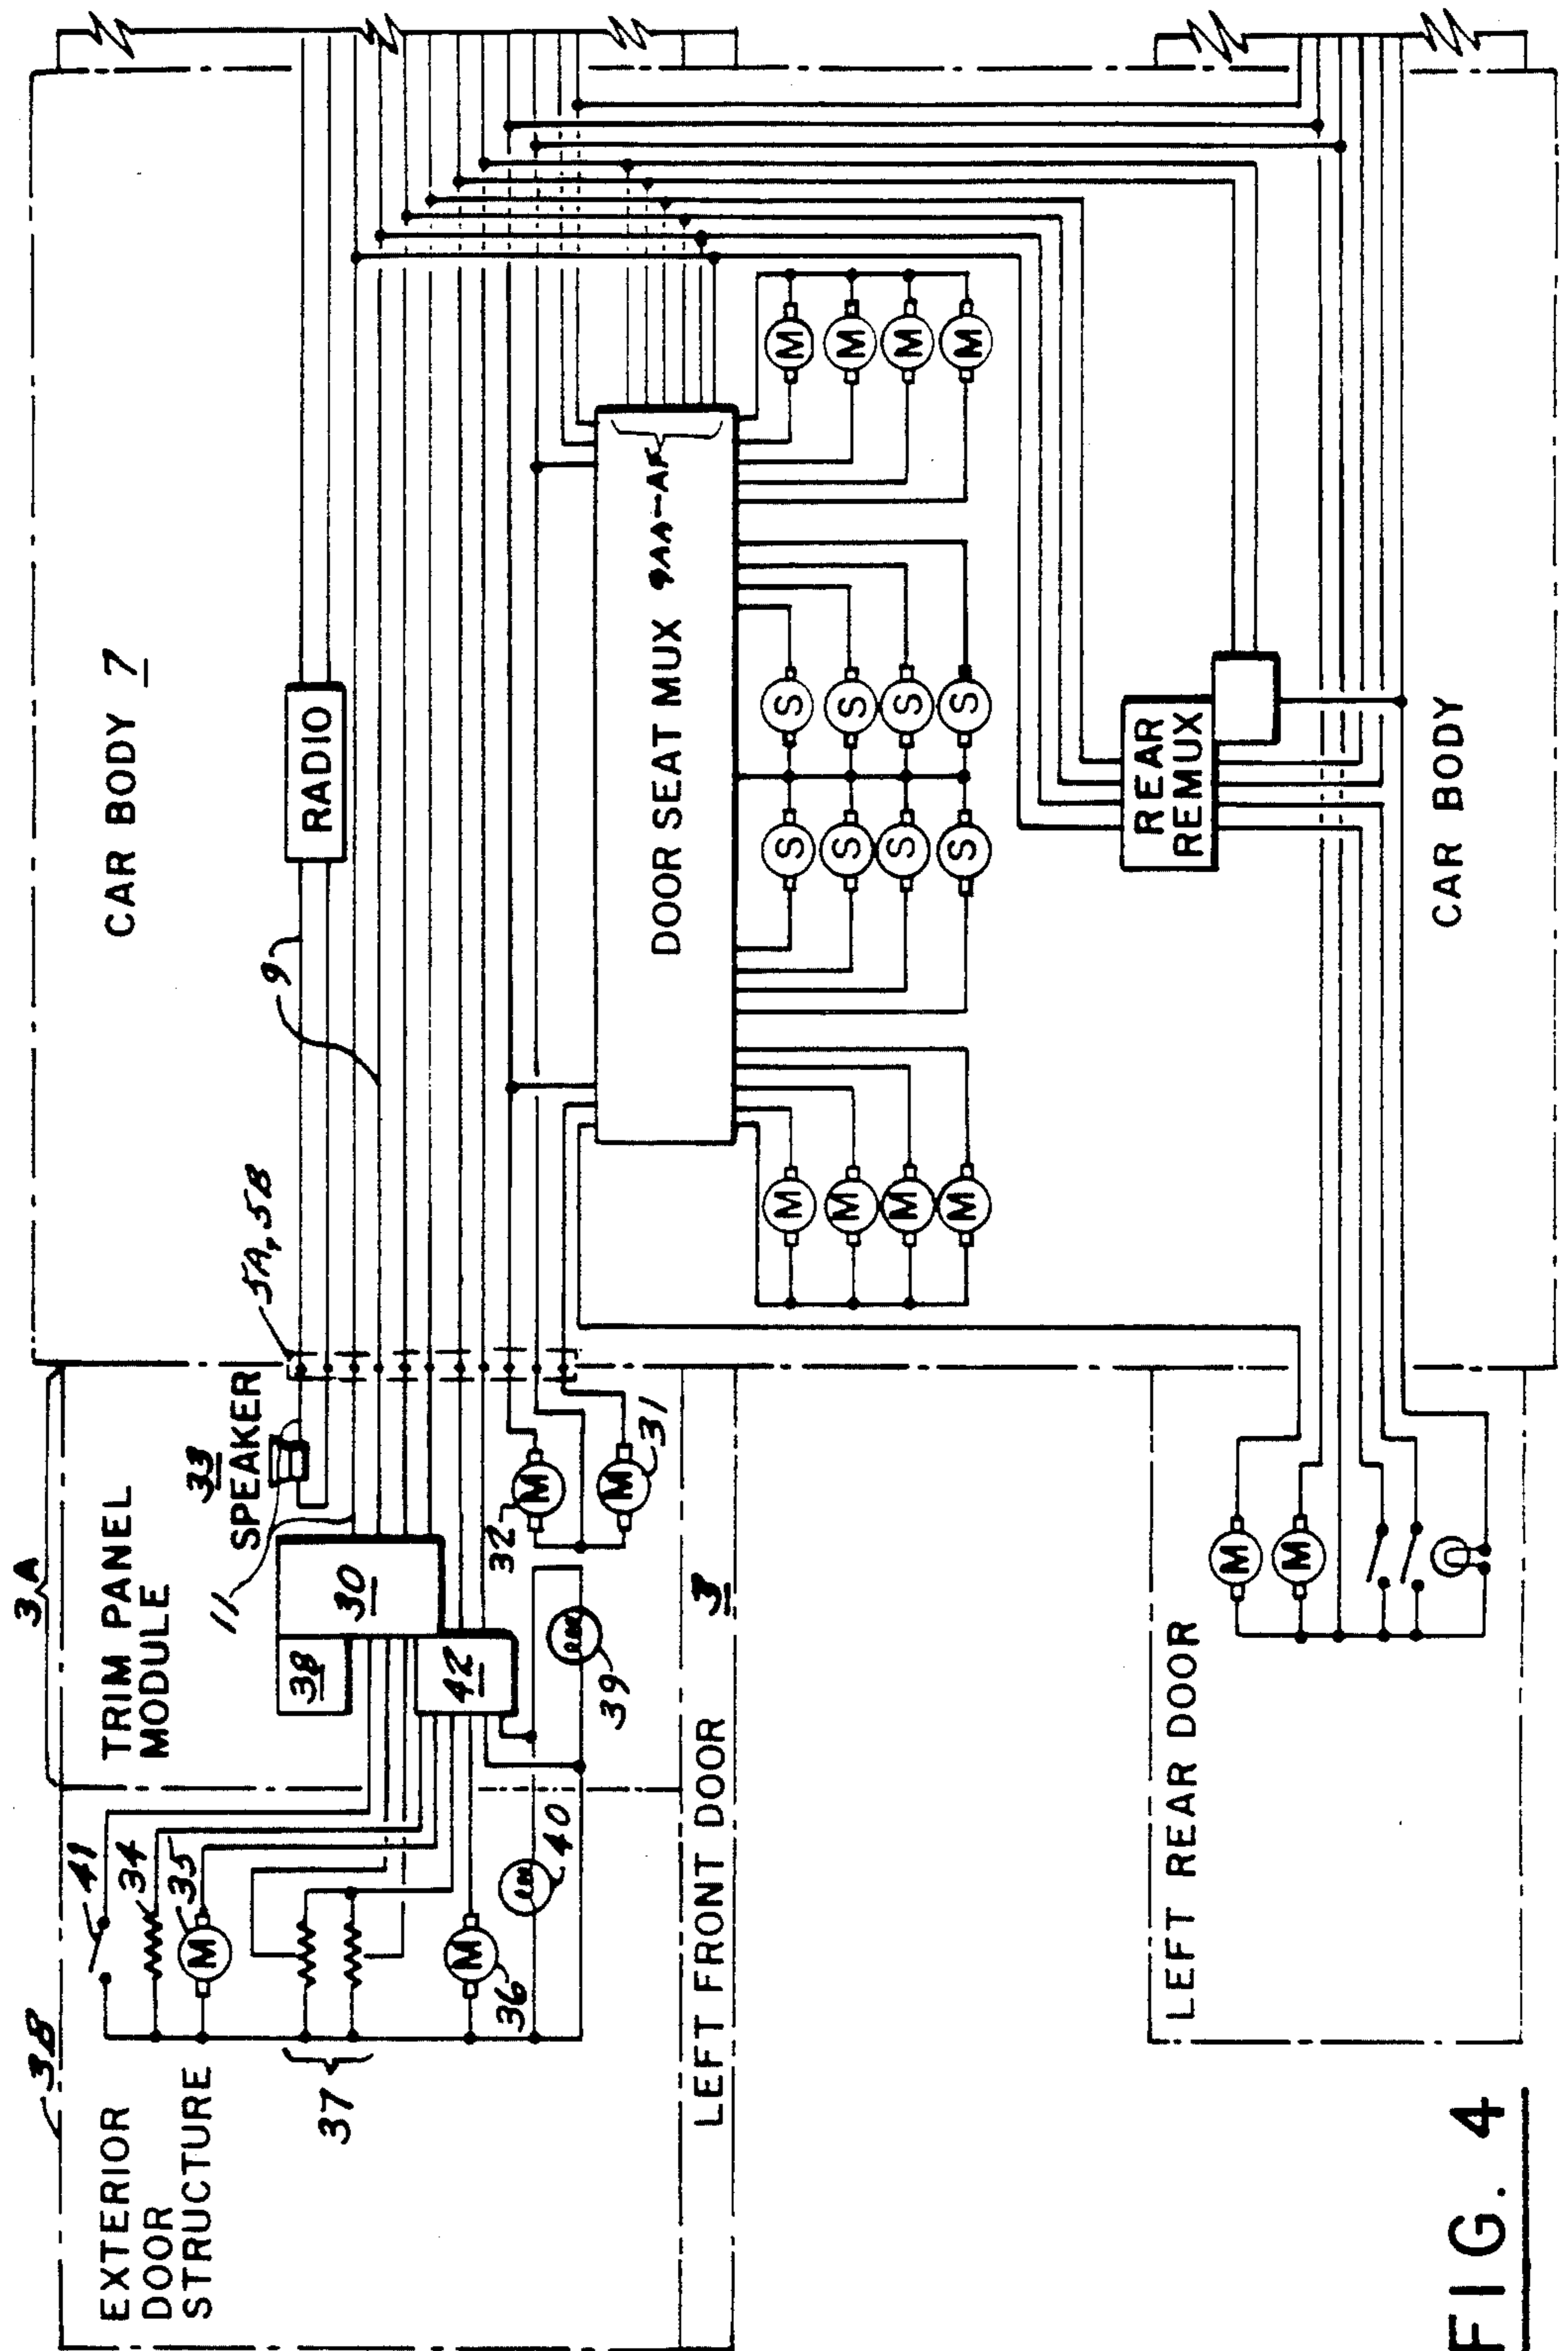 3A
3B
TRIM PANEL
MODULE
EXTERIOR
DOOR
STRUCTURE
CAR BODY 7
5A, 5B
9
RADIO
33
SPEAKER
11
30
38
42
32
M
31
M
39
40
41
34
35
M
37
36
M
LEFT FRONT DOOR
3
DOOR SEAT MUX 9AA-AF
M
M
M
M
S
S
S
S
S
S
S
S
M
M
M
M
REAR
REMUX
CAR BODY
LEFT REAR DOOR
M
M
FIG. 4